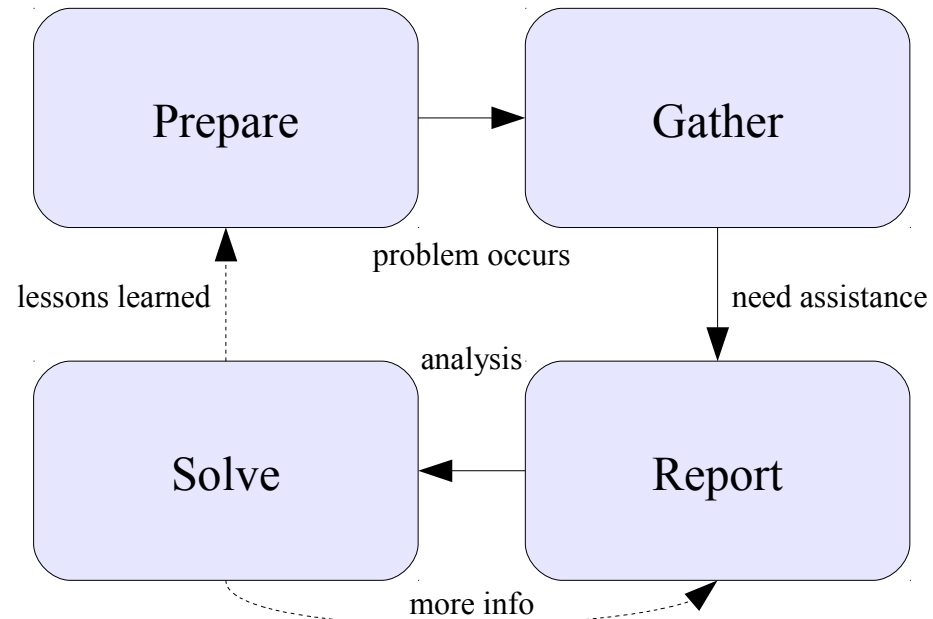 Prepare
Gather
problem occurs
lessons learned
need assistance
analysis
Solve
Report
more info